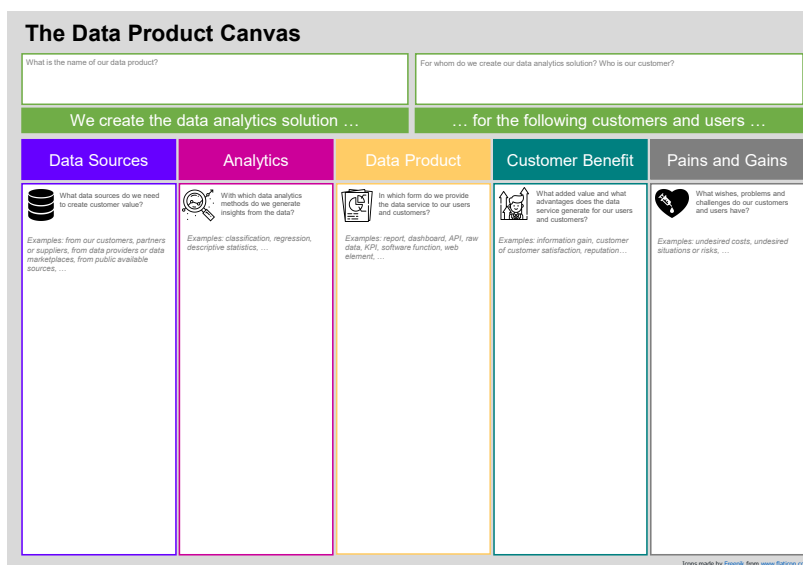 The Data Product Canvas
What is the name of our data product?
For whom do we create our data analytics solution? Who is our customer?
We create the data analytics solution …
… for the following customers and users …
Data Sources
Analytics
Data Product
Customer Benefit
Pains and Gains
What data sources do we need
to create customer value?
Examples: from our customers, partners
or suppliers, from data providers or data
marketplaces, from public available
sources, …
With which data analytics
methods do we generate
insights from the data?
Examples: classification, regression,
descriptive statistics, …
In which form do we provide
the data service to our users
and customers?
Examples: report, dashboard, API, raw
data, KPI, software function, web
element, …
What added value and what
advantages does the data
service generate for our users
and customers?
Examples: information gain, customer
of customer satisfaction, reputation…
What wishes, problems and
challenges do our customers
and users have?
Examples: undesired costs, undesired
situations or risks, …
Icons made by Freepik from www.flaticon.co